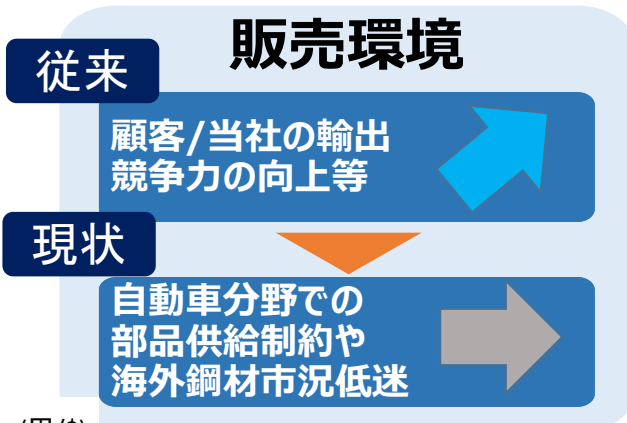 販売環境
従来
顧客/当社の輸出
競争力の向上等
現状
自動車分野での
部品供給制約や
海外鋼材市況低迷